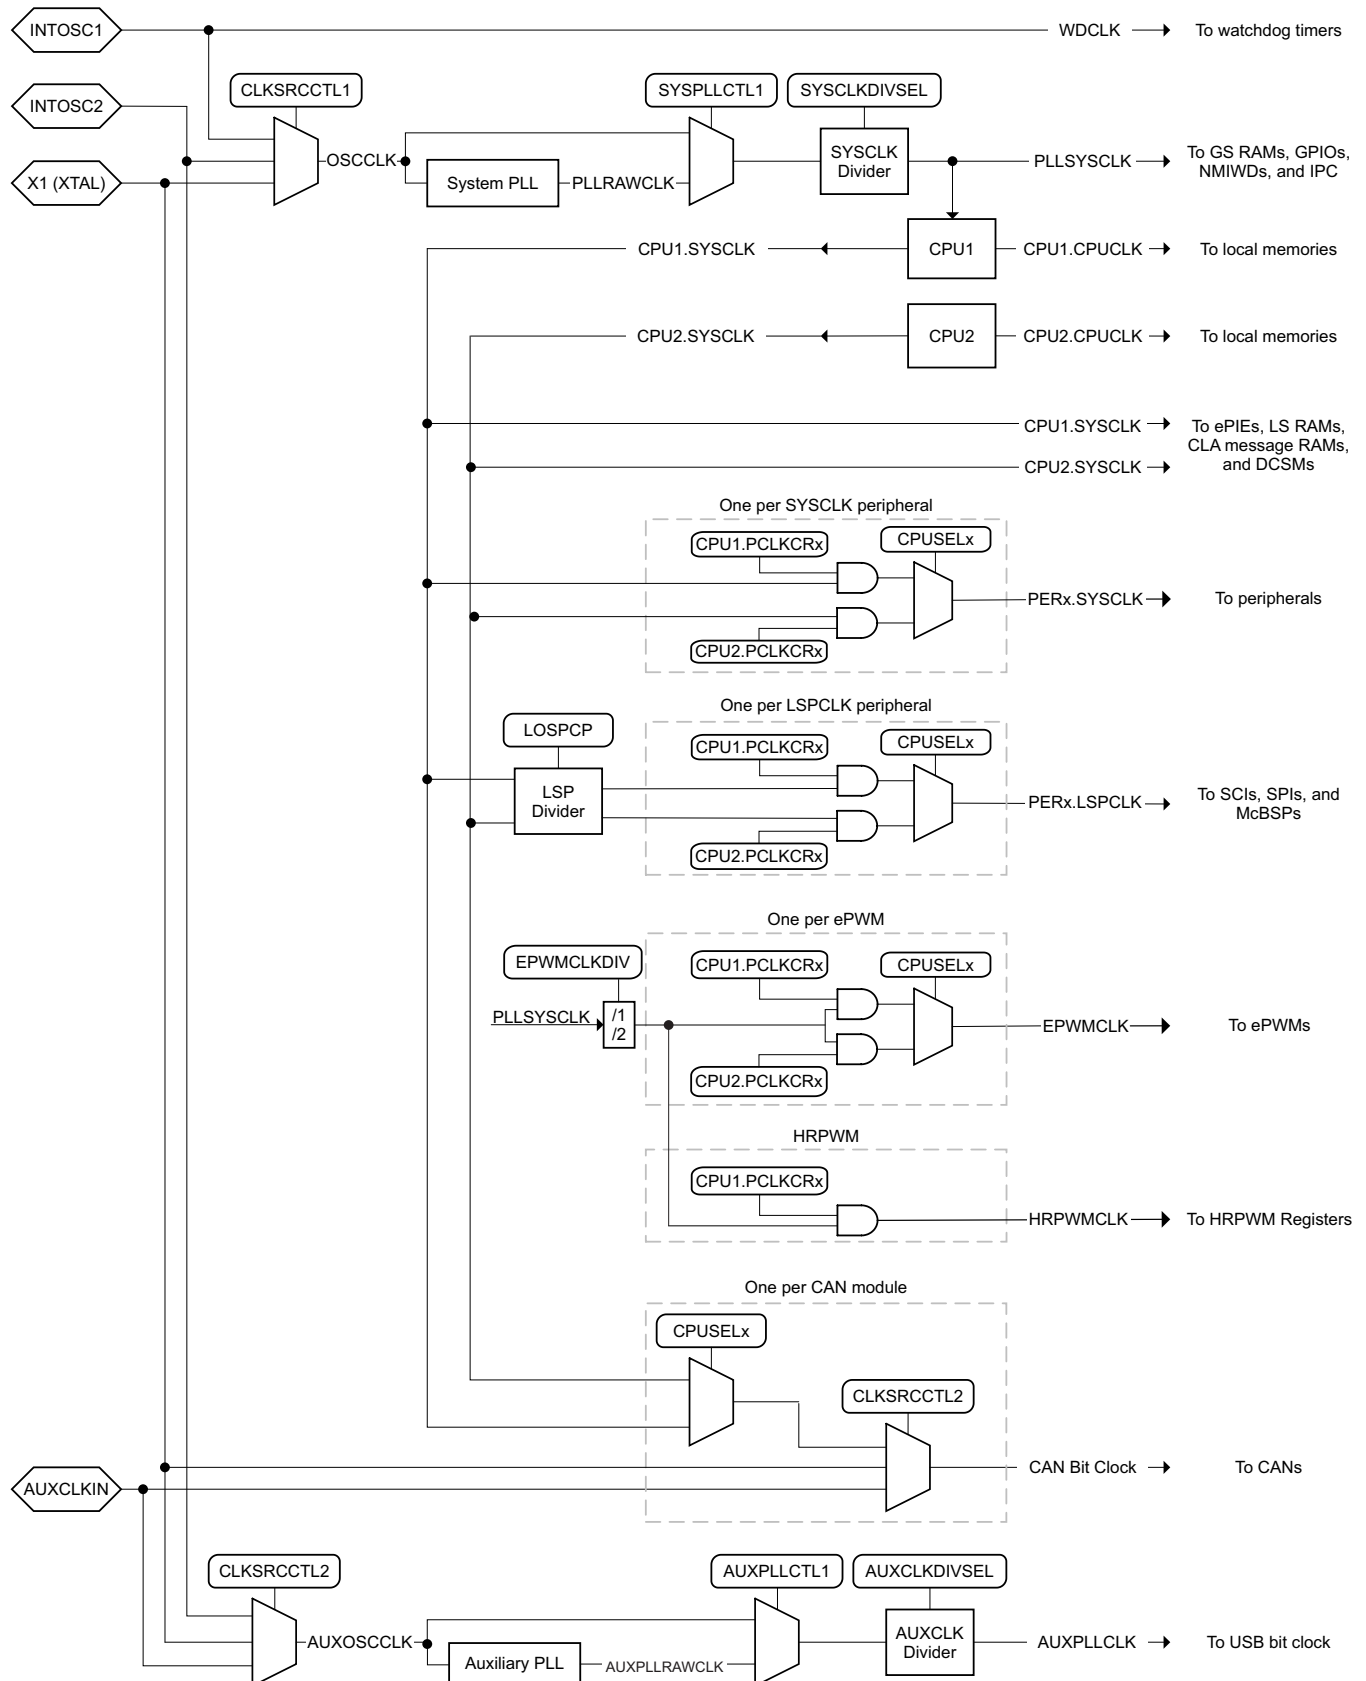 INTOSC1
WDCLK
To watchdog timers
INTOSC2
CLKSRCCTL1
SYSPLLCTL1
SYSCLKDIVSEL
X1 (XTAL)
OSCCLK
System PLL
PLLRAWCLK
SYSCLK
Divider
PLLSYSCLK
To GS RAMs, GPIOs,
NMIWDs, and IPC
CPU1.SYSCLK
CPU1
CPU1.CPUCLK
To local memories
CPU2.SYSCLK
CPU2
CPU2.CPUCLK
To local memories
CPU1.SYSCLK
CPU2.SYSCLK
To ePIEs, LS RAMs,
CLA message RAMs,
and DCSMs
One per SYSCLK peripheral
CPU1.PCLKCRx
CPUSELx
CPU2.PCLKCRx
PERx.SYSCLK
To peripherals
One per LSPCLK peripheral
LOSPCP
LSP
Divider
CPU1.PCLKCRx
CPUSELx
CPU2.PCLKCRx
PERx.LSPCLK
To SCIs, SPIs, and
McBSPs
One per ePWM
EPWMCLKDIV
PLLSYSCLK
/1
/2
CPU1.PCLKCRx
CPUSELx
CPU2.PCLKCRx
EPWMCLK
To ePWMs
HRPWM
CPU1.PCLKCRx
HRPWMCLK
To HRPWM Registers
One per CAN module
CPUSELx
CLKSRCCTL2
AUXCLKIN
CAN Bit Clock
To CANs
CLKSRCCTL2
AUXPLLCTL1
AUXCLKDIVSEL
AUXOSCCLK
Auxiliary PLL
AUXPLLRAWCLK
AUXCLK
Divider
AUXPLLCLK
To USB bit clock